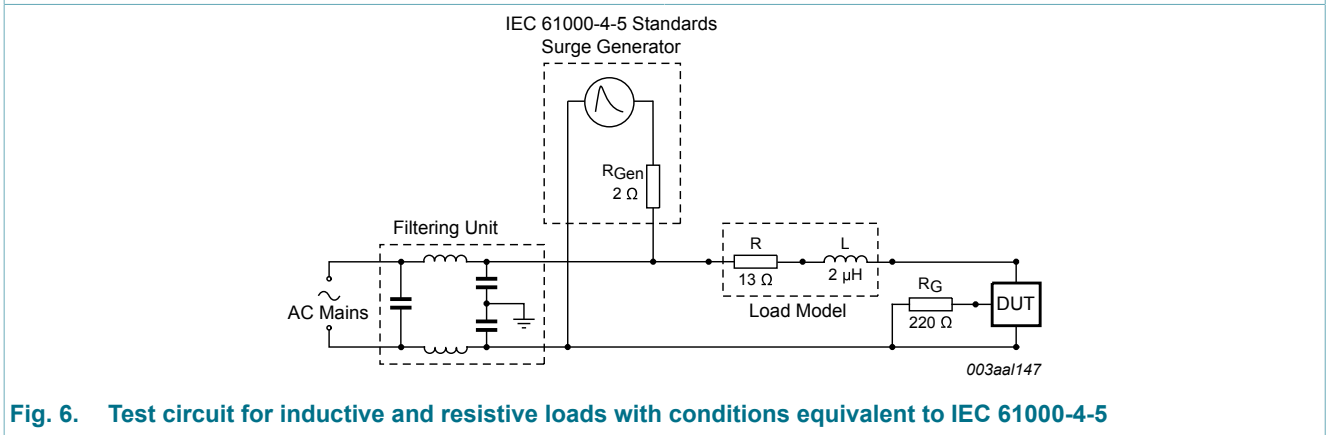 IEC 61000-4-5 Standards
Surge Generator
RGen
2 Ω
Filtering Unit
R
L
13 Ω
2 µH
RG
DUT
AC Mains
Load Model
220 Ω
003aal147
Fig. 6. Test circuit for inductive and resistive loads with conditions equivalent to IEC 61000-4-5